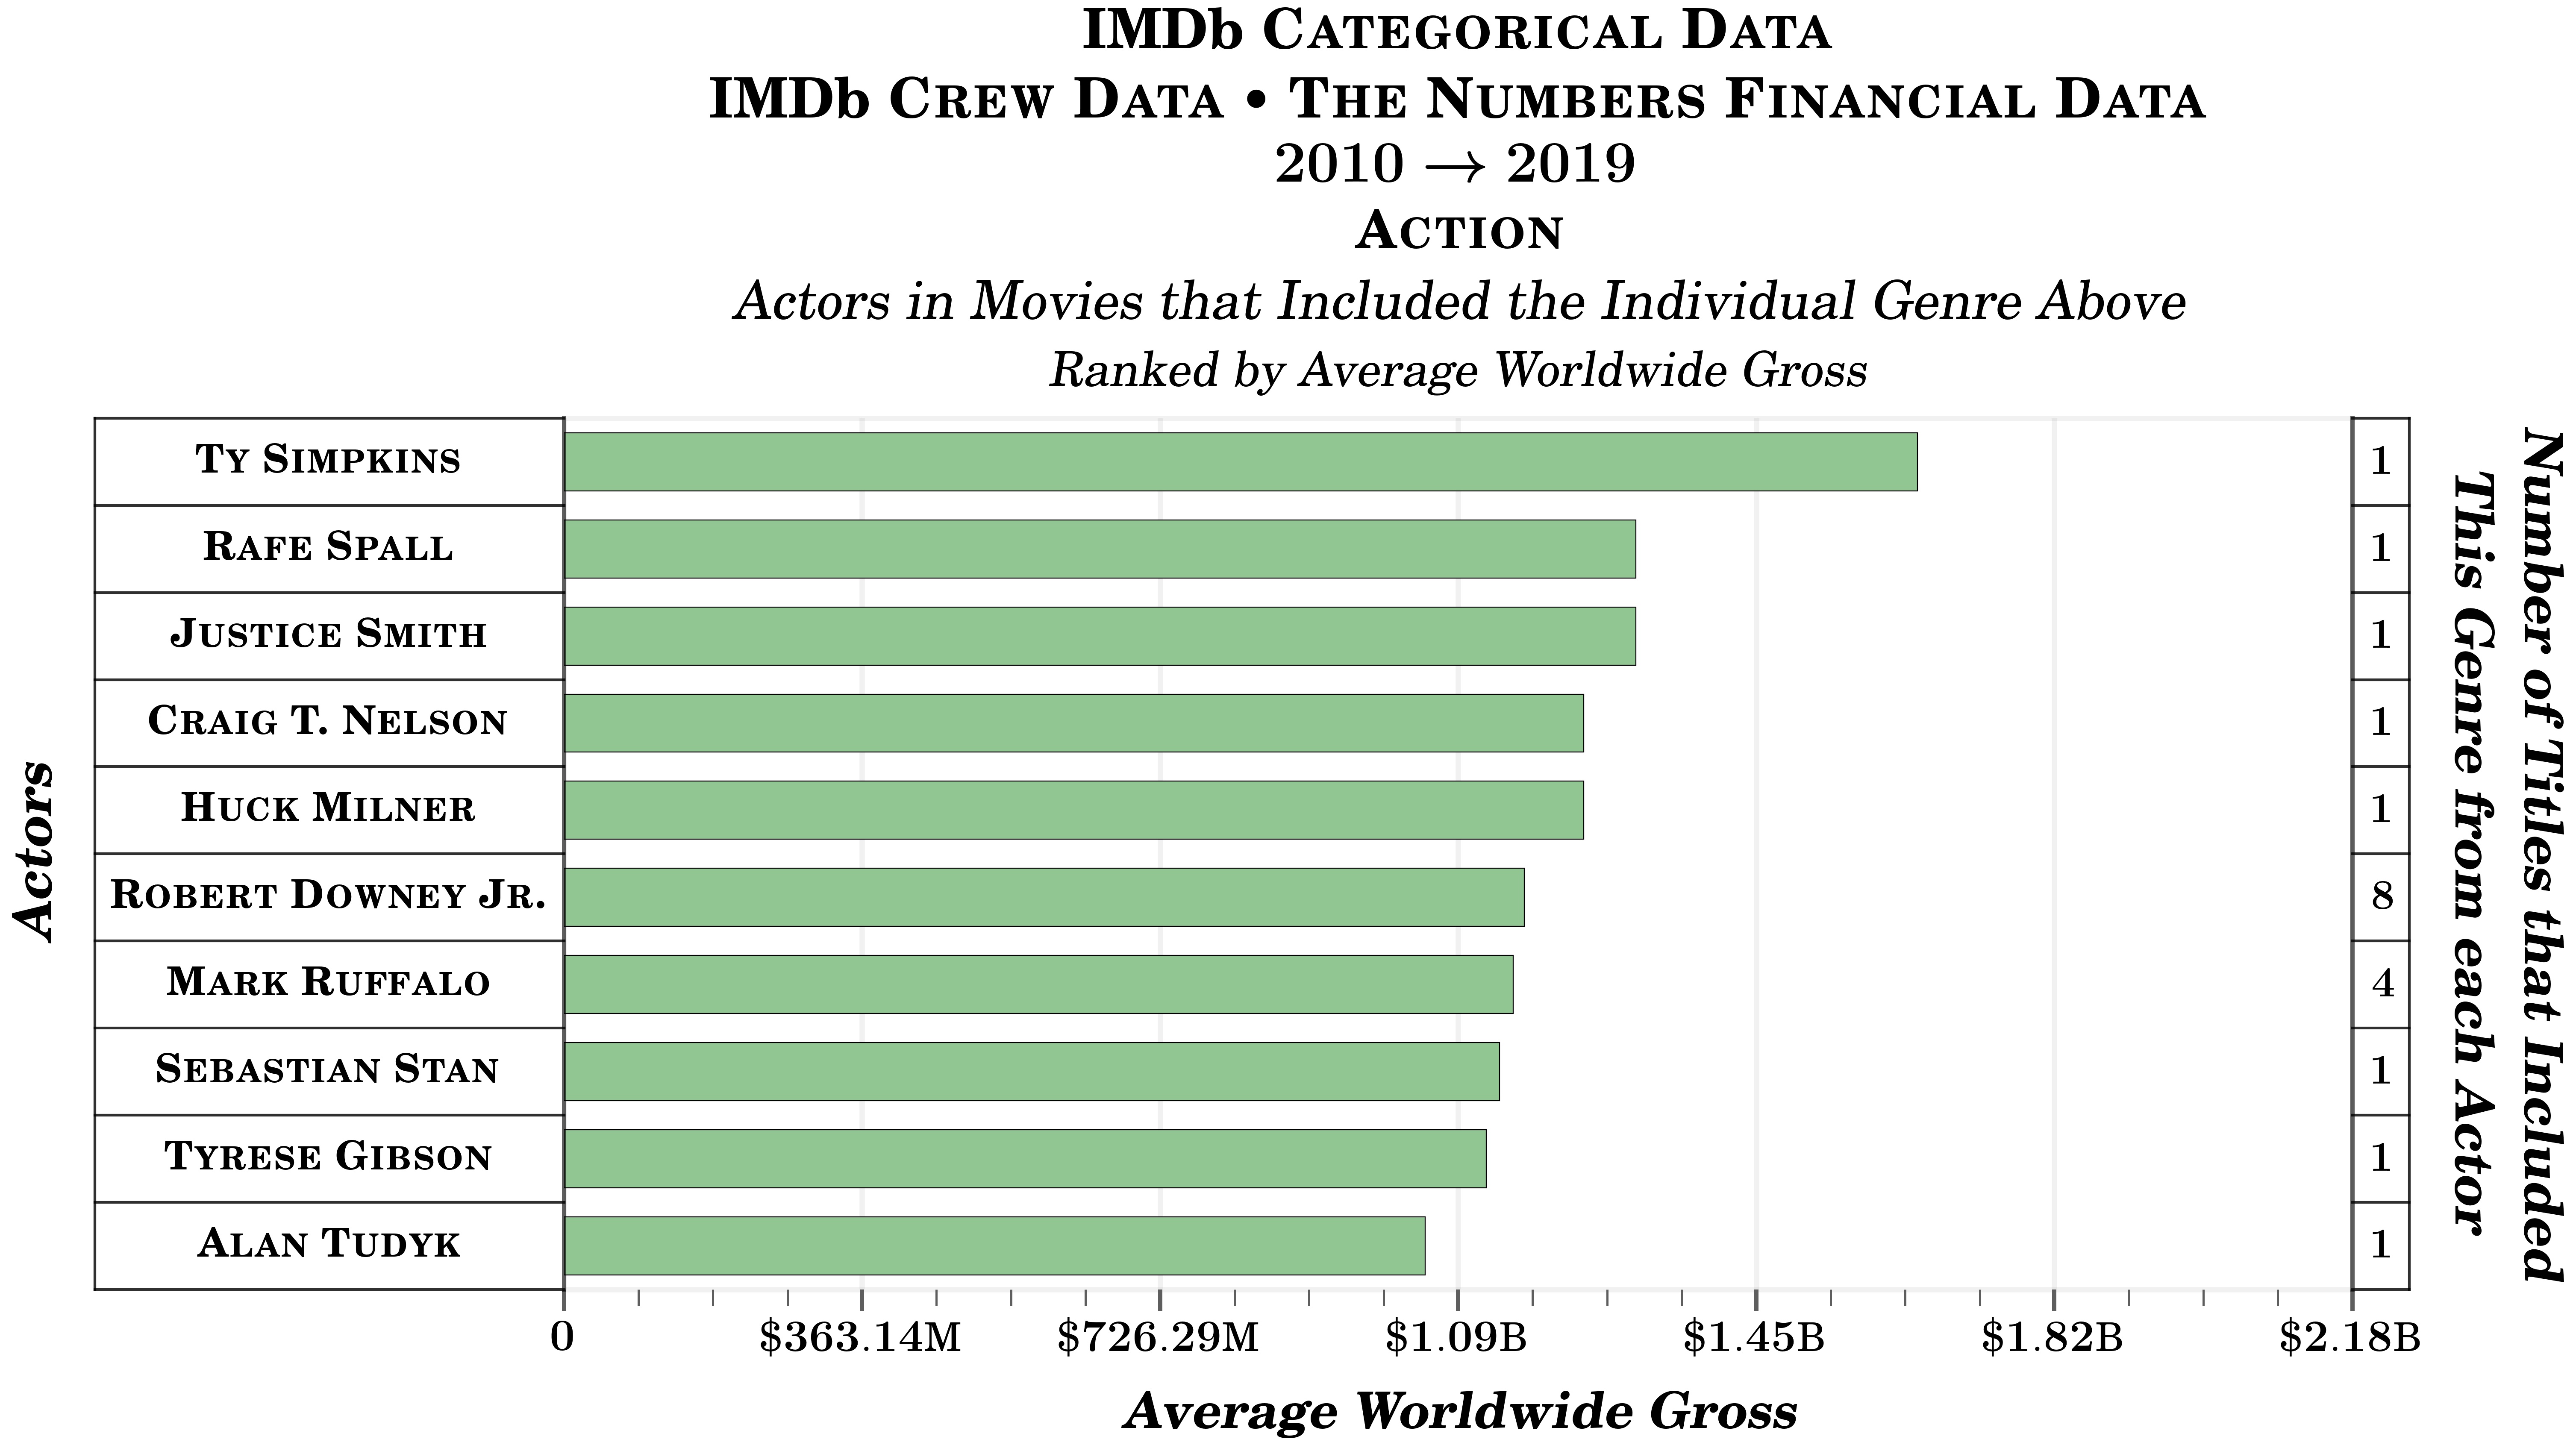 IMDb Categorical Data
IMDb Crew Data • The Numbers Financial Data
2010 → 2019
Action
Actors in Movies that Included the Individual Genre Above
Ranked by Average Worldwide Gross
Actors
Ty Simpkins 1
Rafe Spall 1
Justice Smith 1
Craig T. Nelson 1
Huck Milner 1
Robert Downey Jr. 8
Mark Ruffalo 4
Sebastian Stan 1
Tyrese Gibson 1
Alan Tudyk 1
Number of Titles that Included
This Genre from each Actor
0 $363.14M $726.29M $1.09B $1.45B $1.82B $2.18B
Average Worldwide Gross